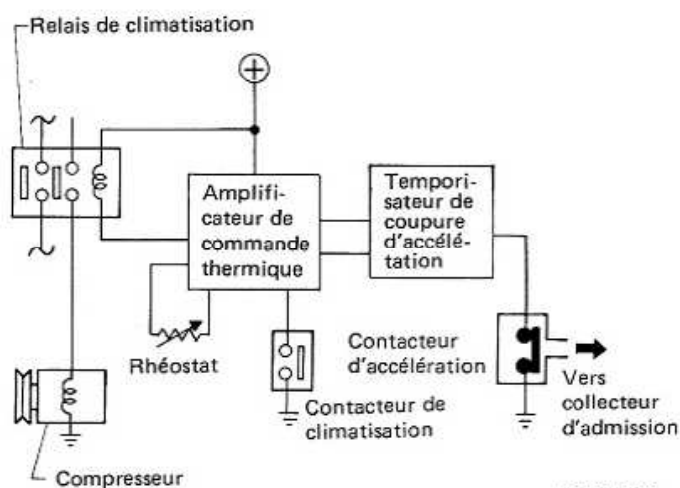 Relais de climatisation
Amplifi-
cateur de
commande
thermique
Tempori-
sateur de
coupure
d'accélé-
tation
Rhéostat
Contacteur
d'accélération
Vers
collecteur
d'admission
Contacteur de
climatisation
Compresseur